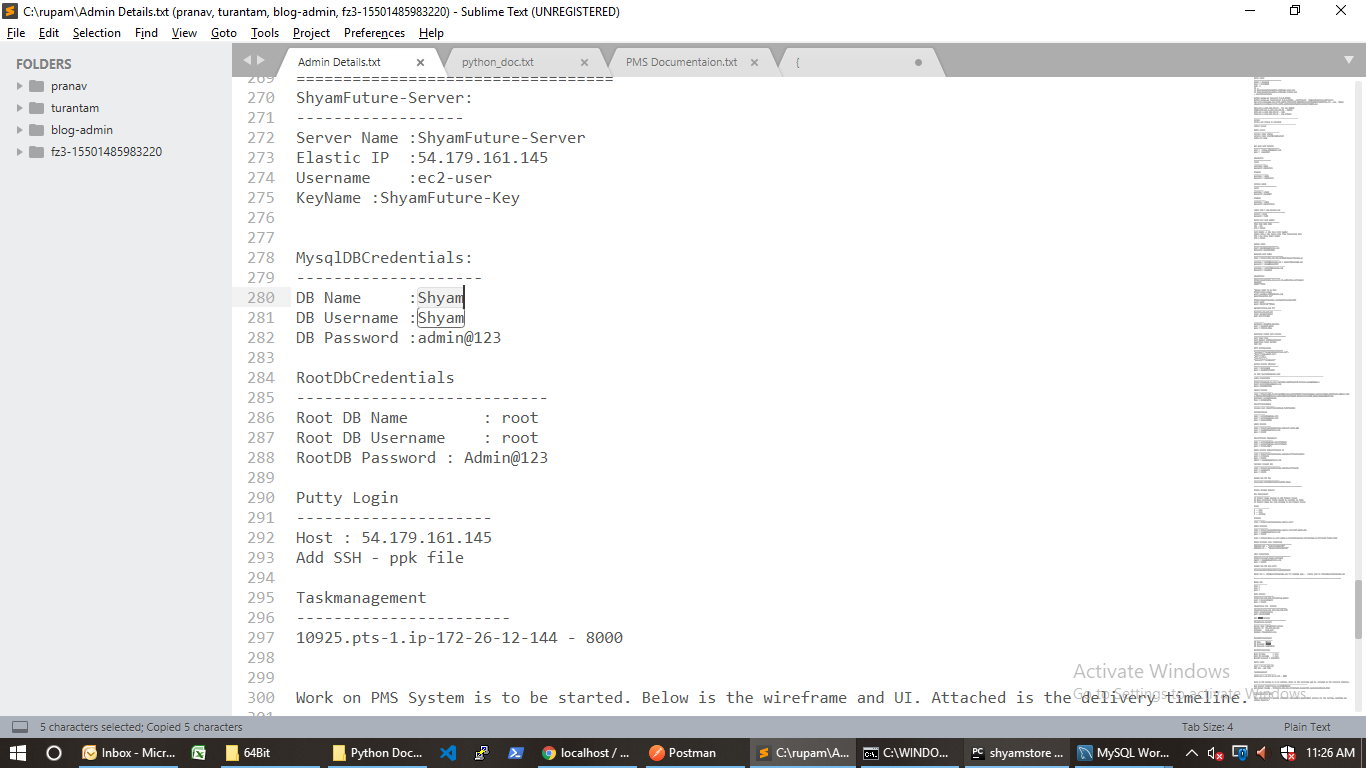 C:\rupam\Admin Details.txt (pranav, turantam, blog-admin, fz3-15501485983220) - Sublime Text (UNREGISTERED)
File Edit Selection Find View Goto Tools Project Preferences Help
FOLDERS
pranav
turantam
blog-admin
fz3-15501485983220
Admin Details.txt python_doc.txt PMS Documentaion.txt {
269 ==================================
270 ShyamFuture-Server:
271 --------------------
272 Server Name :ShyamFuture-Server
273 Elastic IP  :54.179.161.145
274 Username    :ec2-user
275 KeyName :ShyamFuture-Key
276
277
278 MysqlDBCredentials:
279 --------------------
280 DB Name     :Shyam
281 DB Username :Shyam
282 DB Password :admin@123
283
284 RootDbCredentials
285 ---------------------------
286 Root DB Name        : root
287 Root DB Username    : root
288 RootDB Password : Admin@123
289
290 Putty Login
291 --------------------
292 Host : 54.179.161.145
293 Add SSH - .ppk file
294
295 Taskmanagement
296 --------------------------
297 10925.pts-1.ip-172-26-12-144 - 8000
298
299
300 Work on PMS System is to be started. Below is the wireframe and UI. Attached is the delivery timeline.
Activate Windows
Go to Settings to activate Windows.
5 characters selected; Copied 5 characters Tab Size: 4 Plain Text
Inbox - Micr... 64Bit Python Doc... localhost / ... Postman C:\rupam\A... C:\WINDO... shyamstore ... MySQL Wor... 11:26 AM